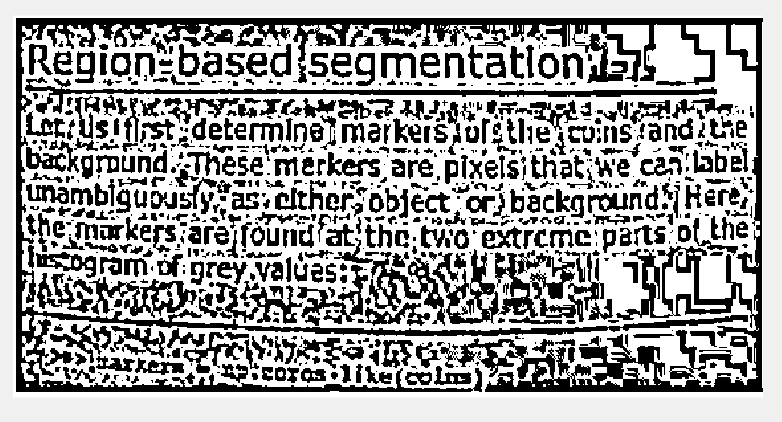 Region-based segmentation
Let us first determine markers of the coins and the
background. These markers are pixels that we can label
unambiguously as either object or background. Here,
the markers are found at the two extreme parts of the
histogram of grey values:
markers = np.zeros_like(coins)